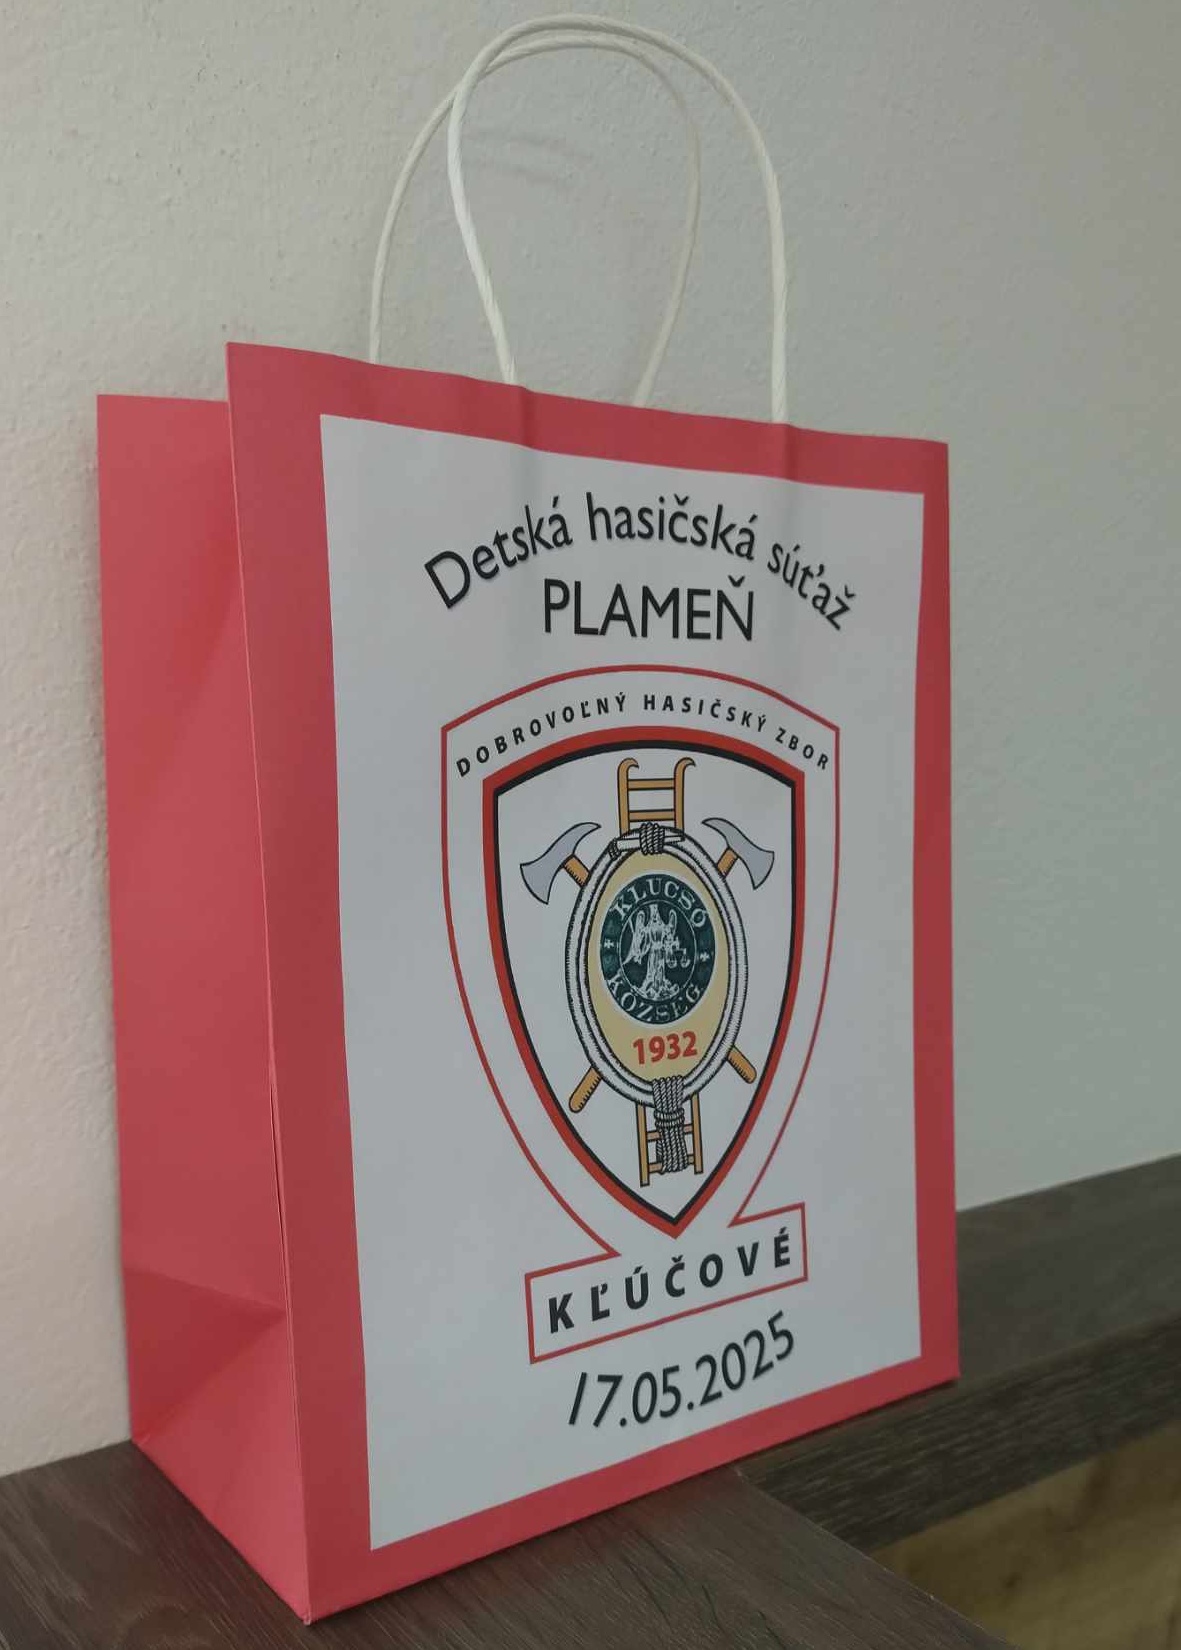 Detská hasičská súťaž
PLAMEŇ
DOBROVOĽNÝ HASIČSKÝ ZBOR
KLUCSÓ
KÖZSÉG
1932
KĽÚČOVÉ
17.05.2025